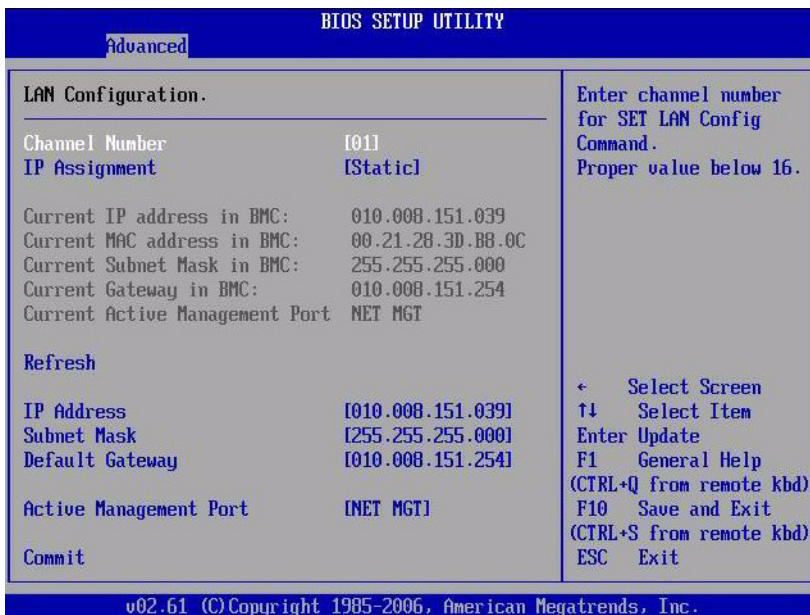 BIOS SETUP UTILITY
Advanced
LAN Configuration.
Channel Number [01]
IP Assignment [Static]
Current IP address in BMC: 010.008.151.039
Current MAC address in BMC: 00.21.28.3D.B8.0C
Current Subnet Mask in BMC: 255.255.255.000
Current Gateway in BMC: 010.008.151.254
Current Active Management Port NET MGT
Refresh
IP Address [010.008.151.039]
Subnet Mask [255.255.255.000]
Default Gateway [010.008.151.254]
Active Management Port [NET MGT]
Commit
Enter channel number
for SET LAN Config
Command.
Proper value below 16.
← Select Screen
↑↓ Select Item
Enter Update
F1 General Help
(CTRL+Q from remote kbd)
F10 Save and Exit
(CTRL+S from remote kbd)
ESC Exit
v02.61 (C)Copyright 1985-2006, American Megatrends, Inc.